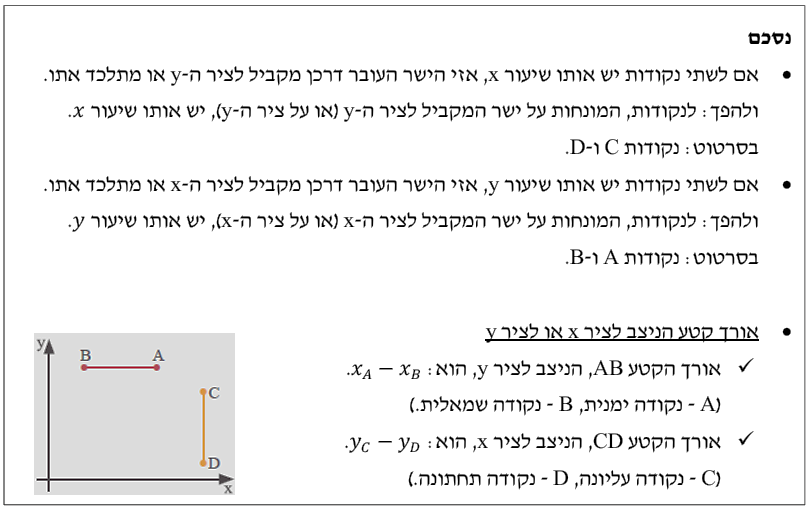 נסכם
• אם לשתי נקודות יש אותו שיעור x, אזי הישר העובר דרכן מקביל לציר ה-y או מתלכד אתו.
ולהפך: לנקודות, המונחות על ישר המקביל לציר ה-y (או על ציר ה-y), יש אותו שיעור x.
בסרטוט: נקודות C ו-D.
• אם לשתי נקודות יש אותו שיעור y, אזי הישר העובר דרכן מקביל לציר ה-x או מתלכד אתו.
ולהפך: לנקודות, המונחות על ישר המקביל לציר ה-x (או על ציר ה-x), יש אותו שיעור y.
בסרטוט: נקודות A ו-B.
• אורך קטע הניצב לציר x או לציר y
✓ אורך הקטע AB, הניצב לציר y, הוא: x_A − x_B.
(A - נקודה ימנית, B - נקודה שמאלית.)
✓ אורך הקטע CD, הניצב לציר x, הוא: y_C − y_D.
(C - נקודה עליונה, D - נקודה תחתונה.)
y
B
A
C
D
x